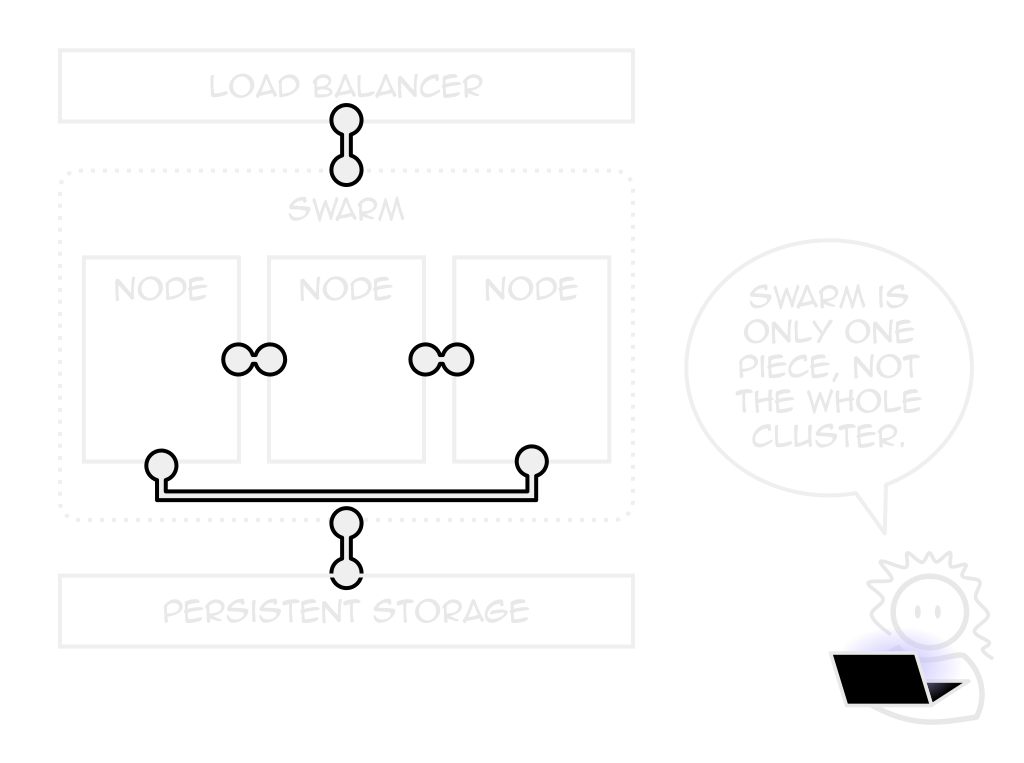 LOAD BALANCER
SWARM
NODE
NODE
NODE
SWARM IS
ONLY ONE
PIECE, NOT
THE WHOLE
CLUSTER.
PERSISTENT STORAGE